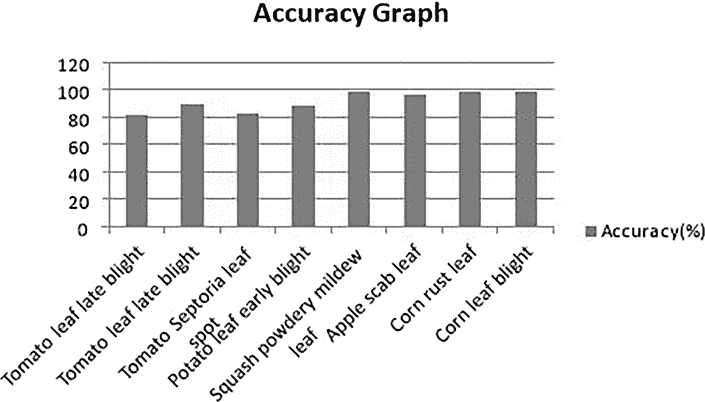 Accuracy Graph
120
100
80
60
40
20
0
Tomato leaf late blight
Tomato leaf late blight
Tomato Septoria leaf
spot
Potato leaf early blight
Squash powdery mildew
leaf
Apple scab leaf
Corn rust leaf
Corn leaf blight
Accuracy(%)